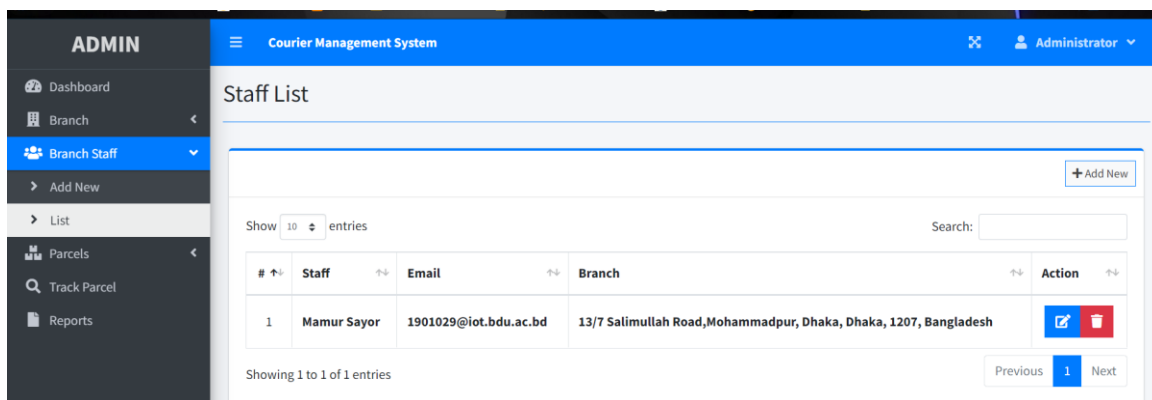 ADMIN
Courier Management System
Administrator
Dashboard
Branch
Branch Staff
Add New
List
Parcels
Track Parcel
Reports
Staff List
Add New
Show 10 entries
Search:
# Staff Email Branch Action
1 Mamur Sayor 1901029@iot.bdu.ac.bd 13/7 Salimullah Road,Mohammadpur, Dhaka, Dhaka, 1207, Bangladesh
Showing 1 to 1 of 1 entries
Previous 1 Next